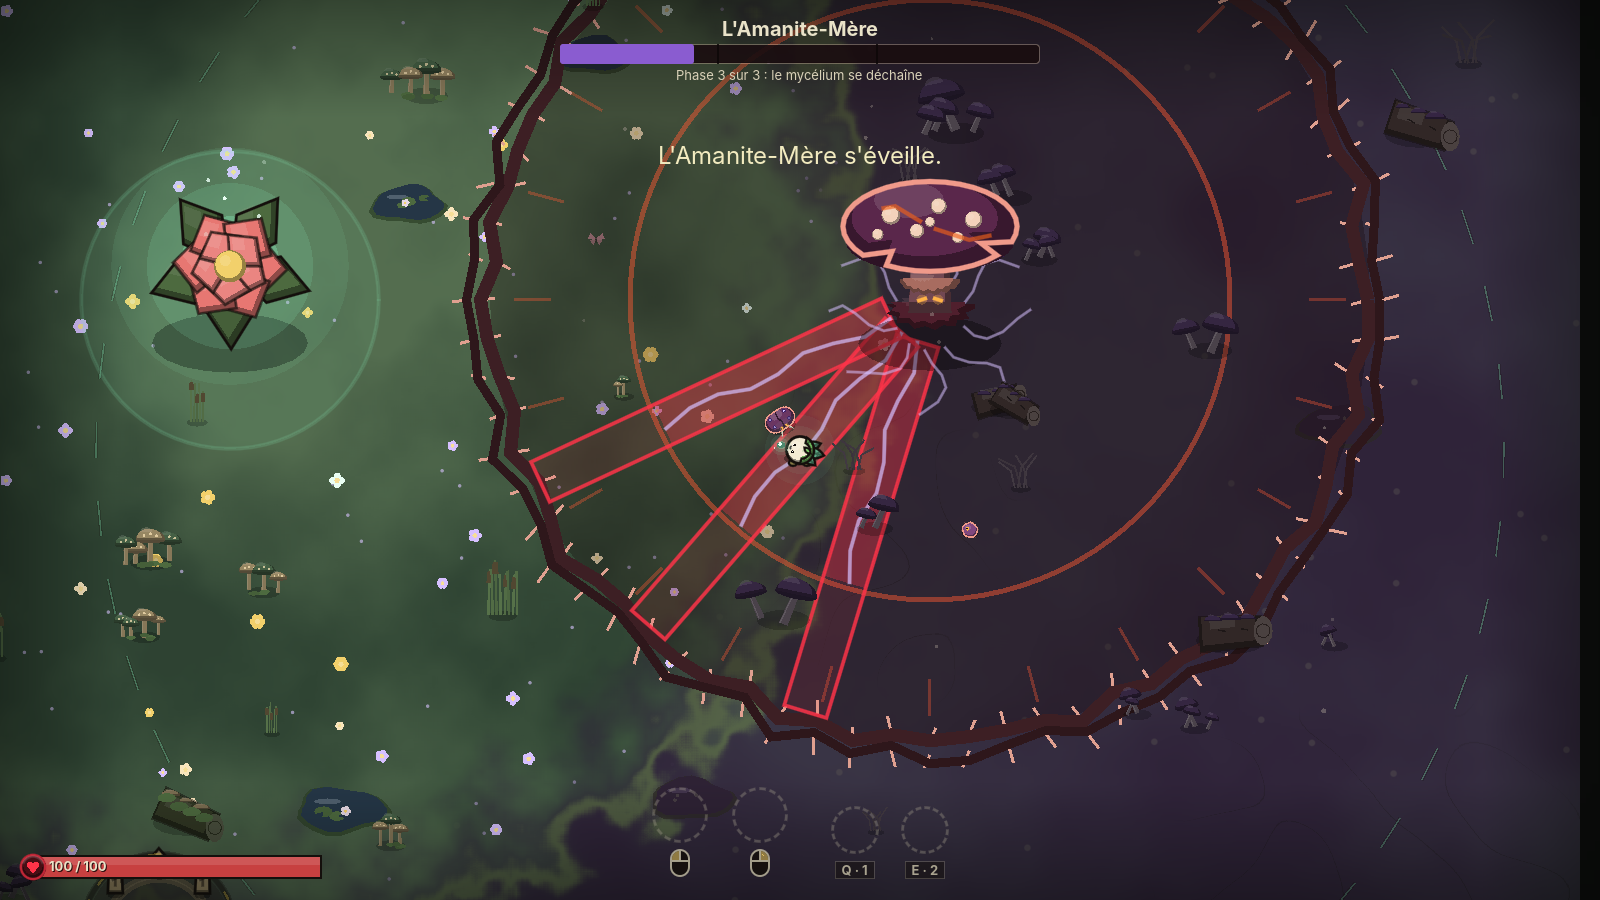 L'Amanite-Mère
Phase 3 sur 3 : le mycélium se déchaîne
L'Amanite-Mère s'éveille.
100 / 100
Q · 1
E · 2